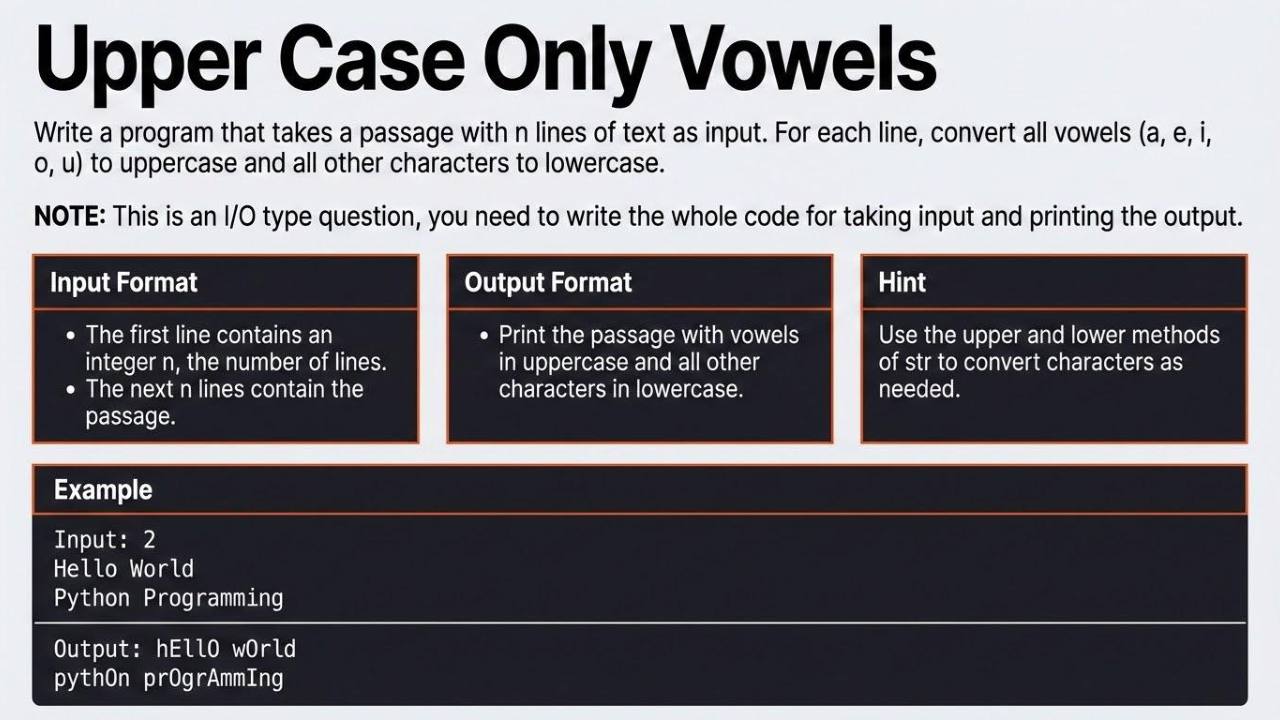 Upper Case Only Vowels
Write a program that takes a passage with n lines of text as input. For each line, convert all vowels (a, e, i,
o, u) to uppercase and all other characters to lowercase.
NOTE: This is an I/O type question, you need to write the whole code for taking input and printing the output.
Input Format
• The first line contains an
integer n, the number of lines.
• The next n lines contain the
passage.
Output Format
• Print the passage with vowels
in uppercase and all other
characters in lowercase.
Hint
Use the upper and lower methods
of str to convert characters as
needed.
Example
Input: 2
Hello World
Python Programming
Output: hEllO wOrld
pythOn prOgrAmmIng